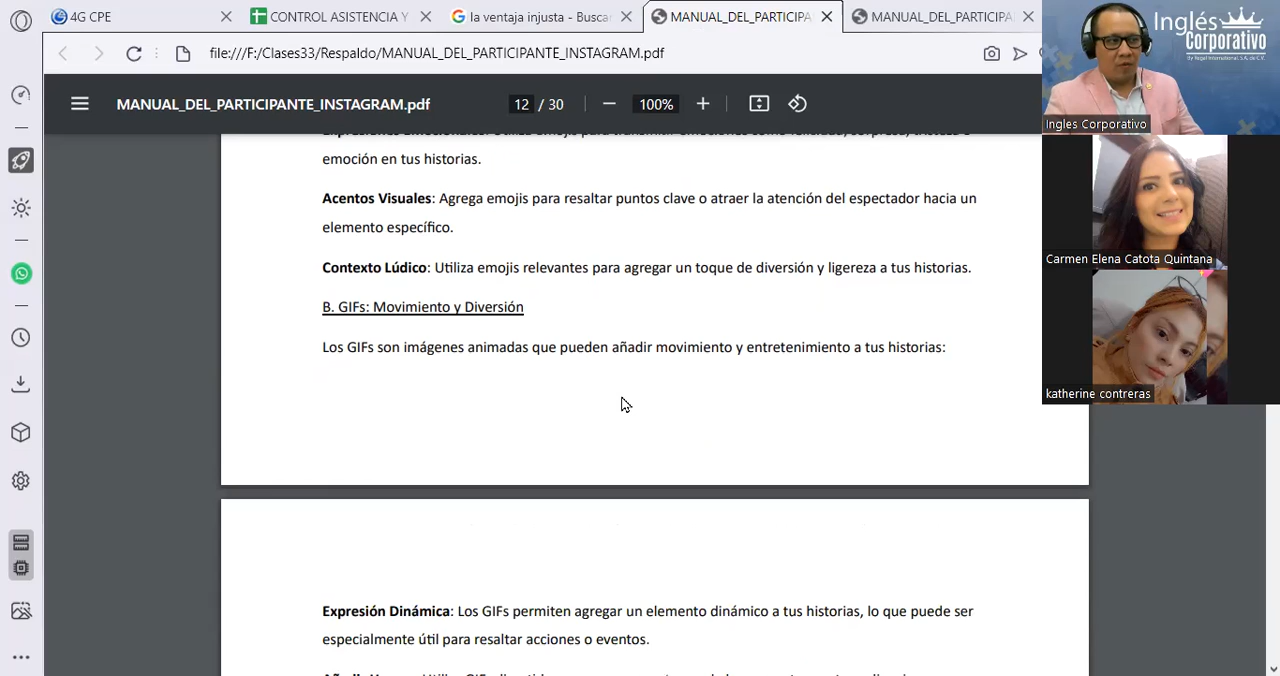 4G CPE
CONTROL ASISTENCIA Y
la ventaja injusta - Buscar
MANUAL_DEL_PARTICIPA
MANUAL_DEL_PARTICIPA
file:///F:/Clases33/Respaldo/MANUAL_DEL_PARTICIPANTE_INSTAGRAM.pdf
MANUAL_DEL_PARTICIPANTE_INSTAGRAM.pdf
12 / 30
100%
emoción en tus historias.
Acentos Visuales: Agrega emojis para resaltar puntos clave o atraer la atención del espectador hacia un
elemento específico.
Contexto Lúdico: Utiliza emojis relevantes para agregar un toque de diversión y ligereza a tus historias.
B. GIFs: Movimiento y Diversión
Los GIFs son imágenes animadas que pueden añadir movimiento y entretenimiento a tus historias:
Expresión Dinámica: Los GIFs permiten agregar un elemento dinámico a tus historias, lo que puede ser
especialmente útil para resaltar acciones o eventos.
Inglés
Corporativo
By Regal International, S.A. de C.V.
Ingles Corporativo
Carmen Elena Catota Quintana
katherine contreras